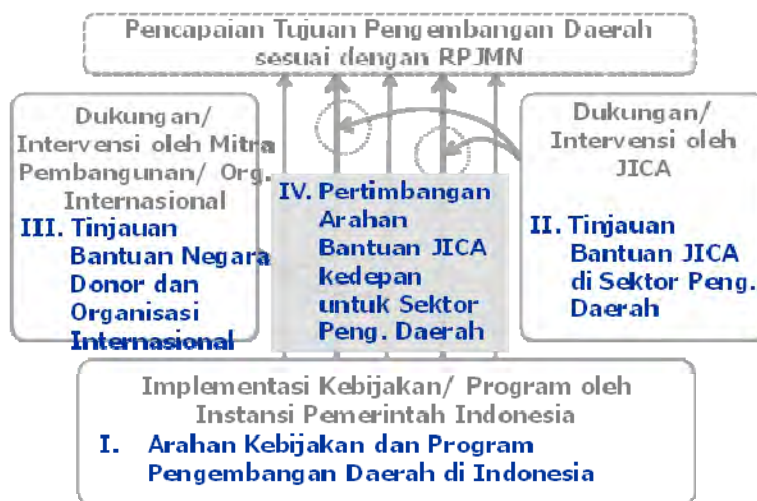 Pencapaian Tujuan Pengembangan Daerah
sesuai dengan RPJMN
Dukungan/
Intervensi oleh Mitra
Pembangunan/ Org.
Internasional
III. Tinjauan
Bantuan Negara
Donor dan
Organisasi
Internasional
IV. Pertimbangan
Arahan
Bantuan JICA
kedepan
untuk Sektor
Peng. Daerah
Dukungan/
Intervensi oleh
JICA
II. Tinjauan
Bantuan JICA
di Sektor Peng.
Daerah
Implementasi Kebijakan/ Program oleh
Instansi Pemerintah Indonesia
I. Arahan Kebijakan dan Program
Pengembangan Daerah di Indonesia